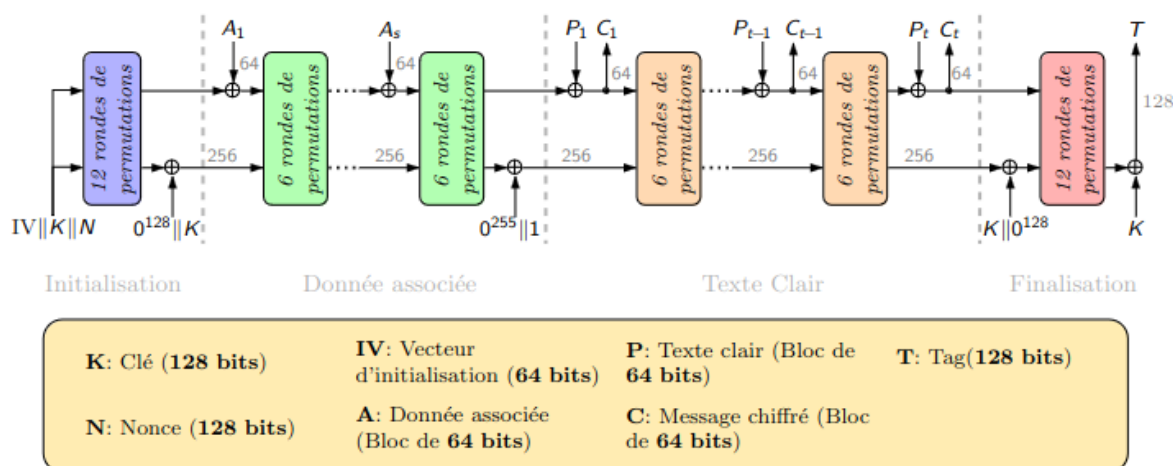 A₁
Aₛ
P₁
C₁
Pₜ₋₁
Cₜ₋₁
Pₜ
Cₜ
T
64
64
64
64
64
128
12 rondes de
permutations
6 rondes de
permutations
6 rondes de
permutations
6 rondes de
permutations
6 rondes de
permutations
12 rondes de
permutations
256
256
256
256
256
IV∥K∥N
0¹²⁸∥K
0²⁵⁵∥1
K∥0¹²⁸
K
Initialisation
Donnée associée
Texte Clair
Finalisation
K: Clé (128 bits)
IV: Vecteur
d'initialisation (64 bits)
P: Texte clair (Bloc de
64 bits)
T: Tag(128 bits)
N: Nonce (128 bits)
A: Donnée associée
(Bloc de 64 bits)
C: Message chiffré (Bloc
de 64 bits)